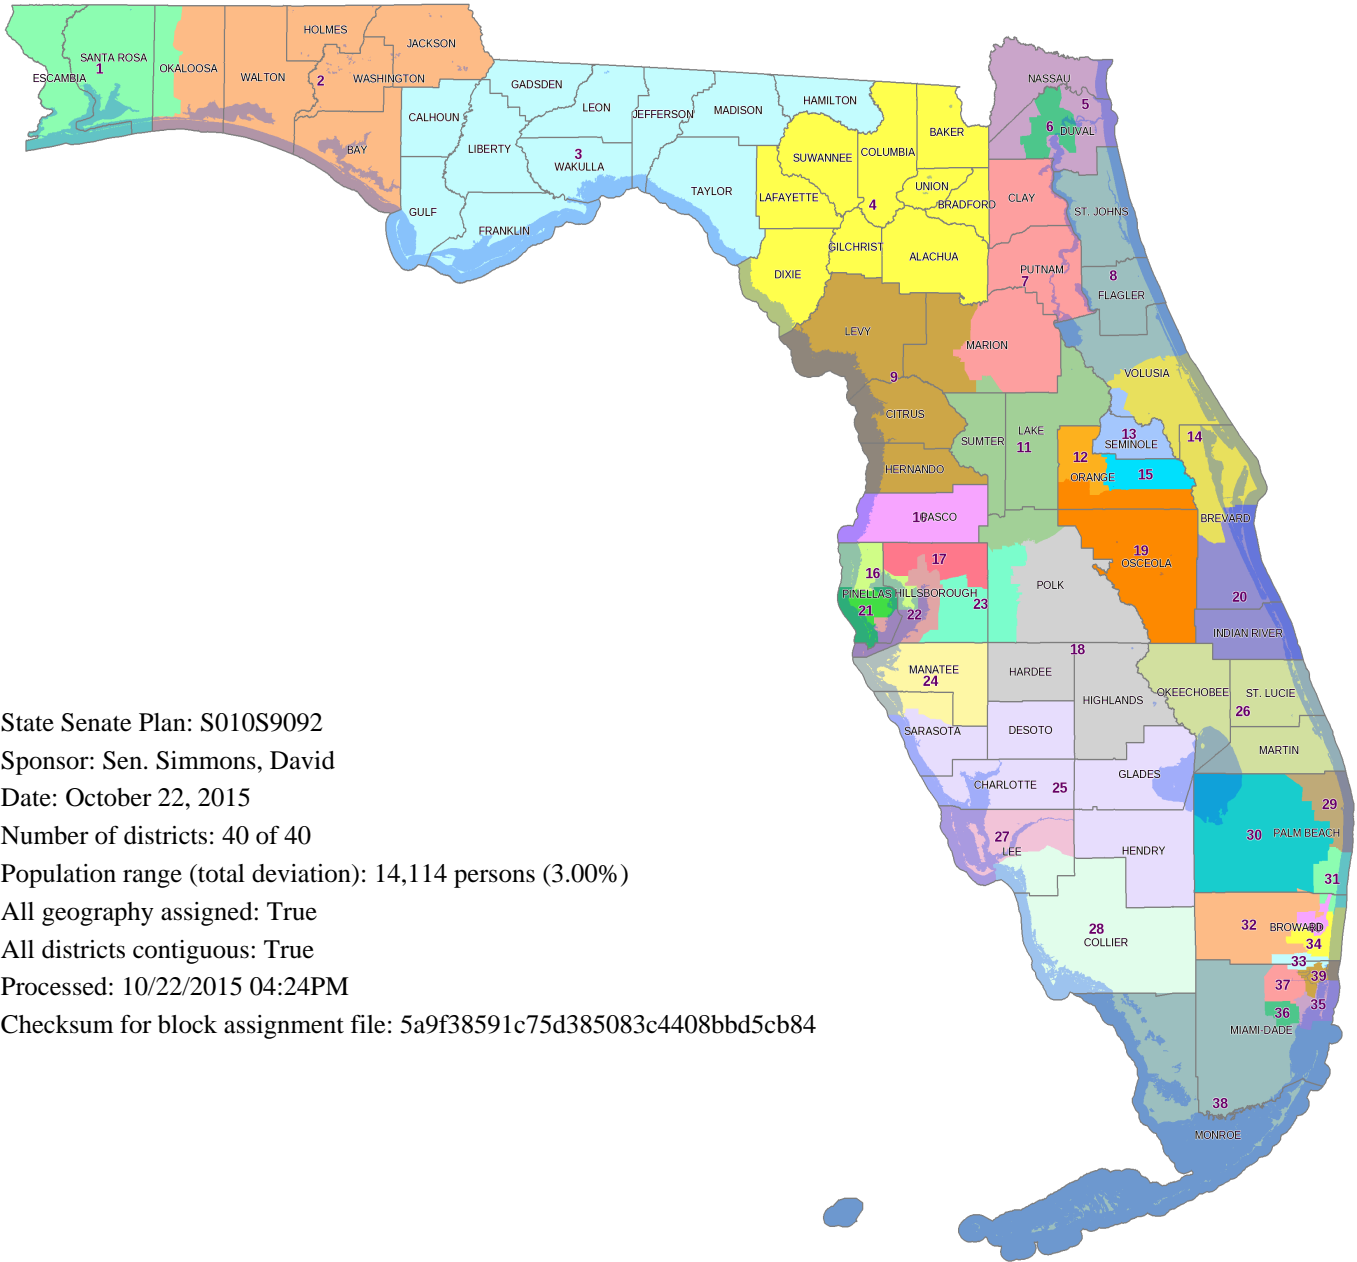 HOLMES
JACKSON
SANTA ROSA
1
OKALOOSA
ESCAMBIA
WALTON
2
WASHINGTON
BAY
GADSDEN
LEON
CALHOUN
LIBERTY
JEFFERSON
MADISON
HAMILTON
3
WAKULLA
TAYLOR
GULF
FRANKLIN
NASSAU
5
6
DUVAL
BAKER
COLUMBIA
SUWANNEE
UNION
LAFAYETTE
4
BRADFORD
CLAY
ST. JOHNS
GILCHRIST
ALACHUA
DIXIE
PUTNAM
7
8
FLAGLER
LEVY
MARION
9
VOLUSIA
CITRUS
SUMTER
LAKE
11
13
SEMINOLE
14
12
ORANGE
15
HERNANDO
PASCO
BREVARD
17
19
OSCEOLA
16
PINELLAS
HILLSBOROUGH
POLK
21
22
23
20
INDIAN RIVER
18
MANATEE
24
HARDEE
HIGHLANDS
OKEECHOBEE
ST. LUCIE
26
SARASOTA
DESOTO
MARTIN
CHARLOTTE
25
GLADES
29
27
LEE
HENDRY
30
PALM BEACH
31
28
COLLIER
32
BROWARD
34
33
37
39
36
35
MIAMI-DADE
38
MONROE
State Senate Plan: S010S9092
Sponsor: Sen. Simmons, David
Date: October 22, 2015
Number of districts: 40 of 40
Population range (total deviation): 14,114 persons (3.00%)
All geography assigned: True
All districts contiguous: True
Processed: 10/22/2015 04:24PM
Checksum for block assignment file: 5a9f38591c75d385083c4408bbd5cb84